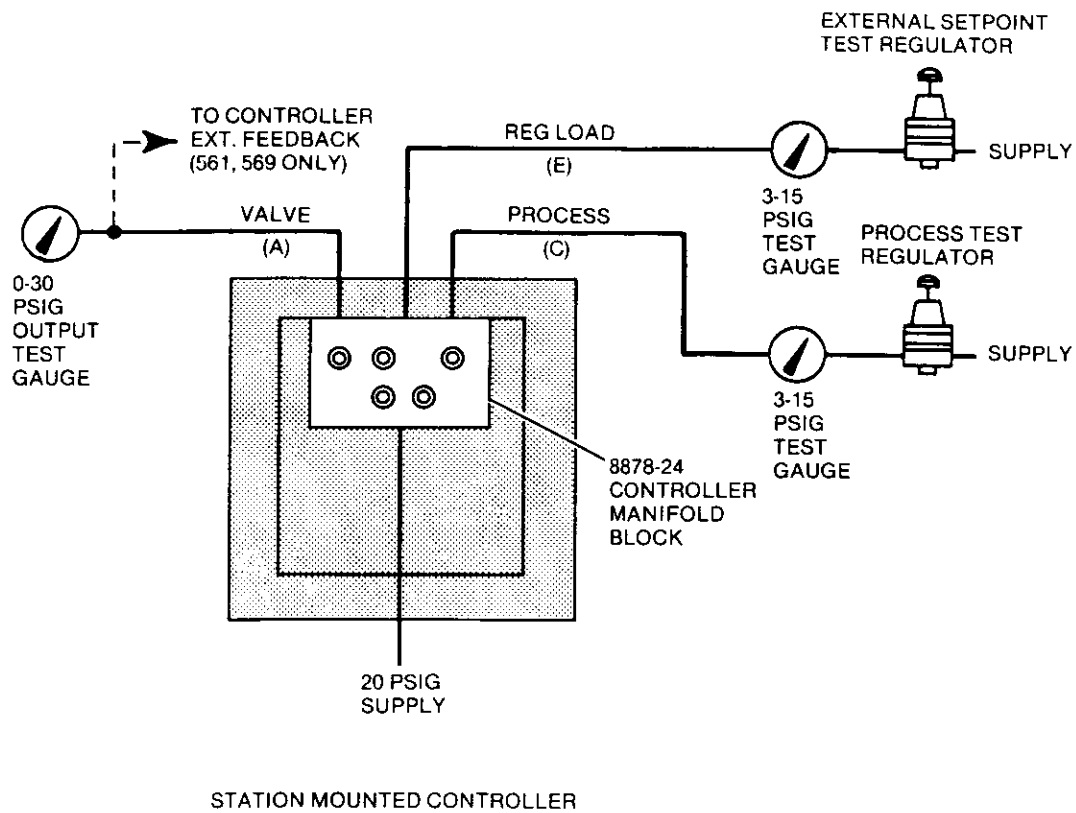 EXTERNAL SETPOINT
TEST REGULATOR
TO CONTROLLER
EXT. FEEDBACK
(561, 569 ONLY)
REG LOAD
(E)
SUPPLY
3-15
PSIG
TEST
GAUGE
VALVE
(A)
PROCESS
(C)
PROCESS TEST
REGULATOR
0-30
PSIG
OUTPUT
TEST
GAUGE
SUPPLY
3-15
PSIG
TEST
GAUGE
8878-24
CONTROLLER
MANIFOLD
BLOCK
20 PSIG
SUPPLY
STATION MOUNTED CONTROLLER